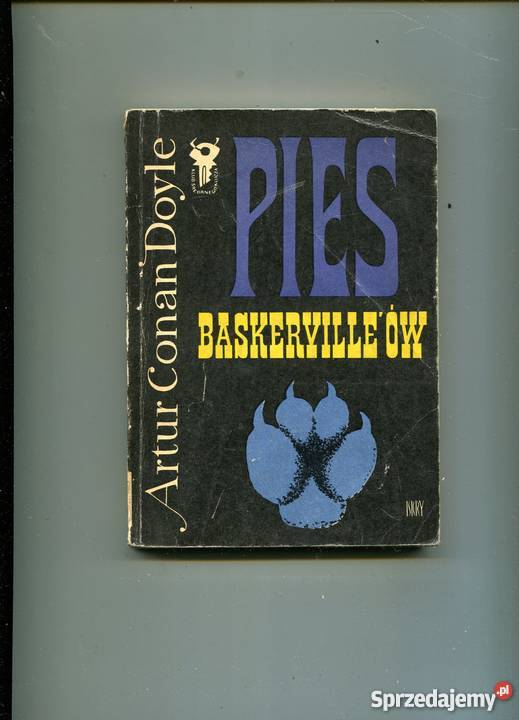 Artur Conan Doyle
PIES
BASKERVILLE'ÓW
Sprzedajemy.pl